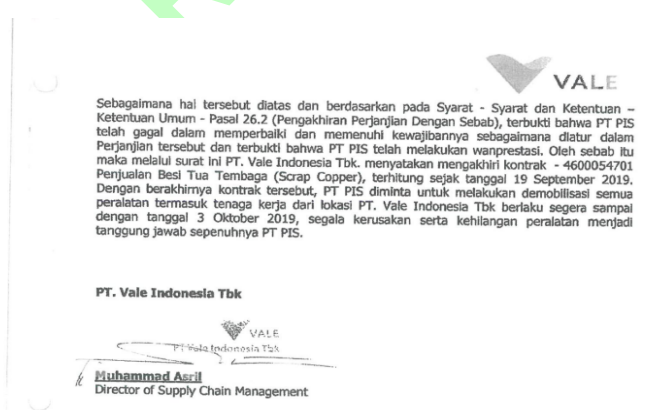 VALE
Sebagaimana hal tersebut diatas dan berdasarkan pada Syarat - Syarat dan Ketentuan –
Ketentuan Umum - Pasal 26.2 (Pengakhiran Perjanjian Dengan Sebab), terbukti bahwa PT PIS
telah gagal dalam memperbaiki dan memenuhi kewajibannya sebagaimana diatur dalam
Perjanjian tersebut dan terbukti bahwa PT PIS telah melakukan wanprestasi. Oleh sebab itu
maka melalui surat ini PT. Vale Indonesia Tbk. menyatakan mengakhiri kontrak - 4600054701
Penjualan Besi Tua Tembaga (Scrap Copper), terhitung sejak tanggal 19 September 2019.
Dengan berakhirnya kontrak tersebut, PT PIS diminta untuk melakukan demobilisasi semua
peralatan termasuk tenaga kerja dari lokasi PT. Vale Indonesia Tbk berlaku segera sampai
dengan tanggal 3 Oktober 2019, segala kerusakan serta kehilangan peralatan menjadi
tanggung jawab sepenuhnya PT PIS.
PT. Vale Indonesia Tbk
VALE
PT Vale Indonesia Tbk
Muhammad Asril
Director of Supply Chain Management